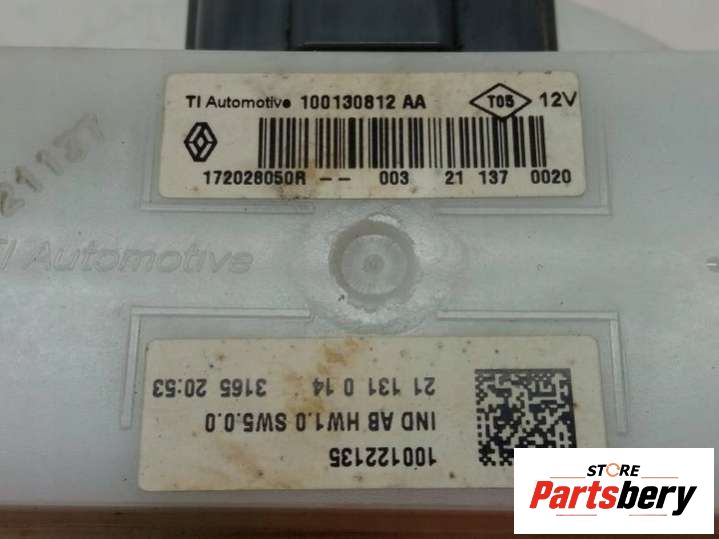 TI Automotive 100130812 AA T05 12V
172028050R -- 003 21 137 0020
21137
TI Automotive
100122135
IND AB HW1.0 SW5.0.0
21 131 0 14 3165 20:53
STORE
Partsbery